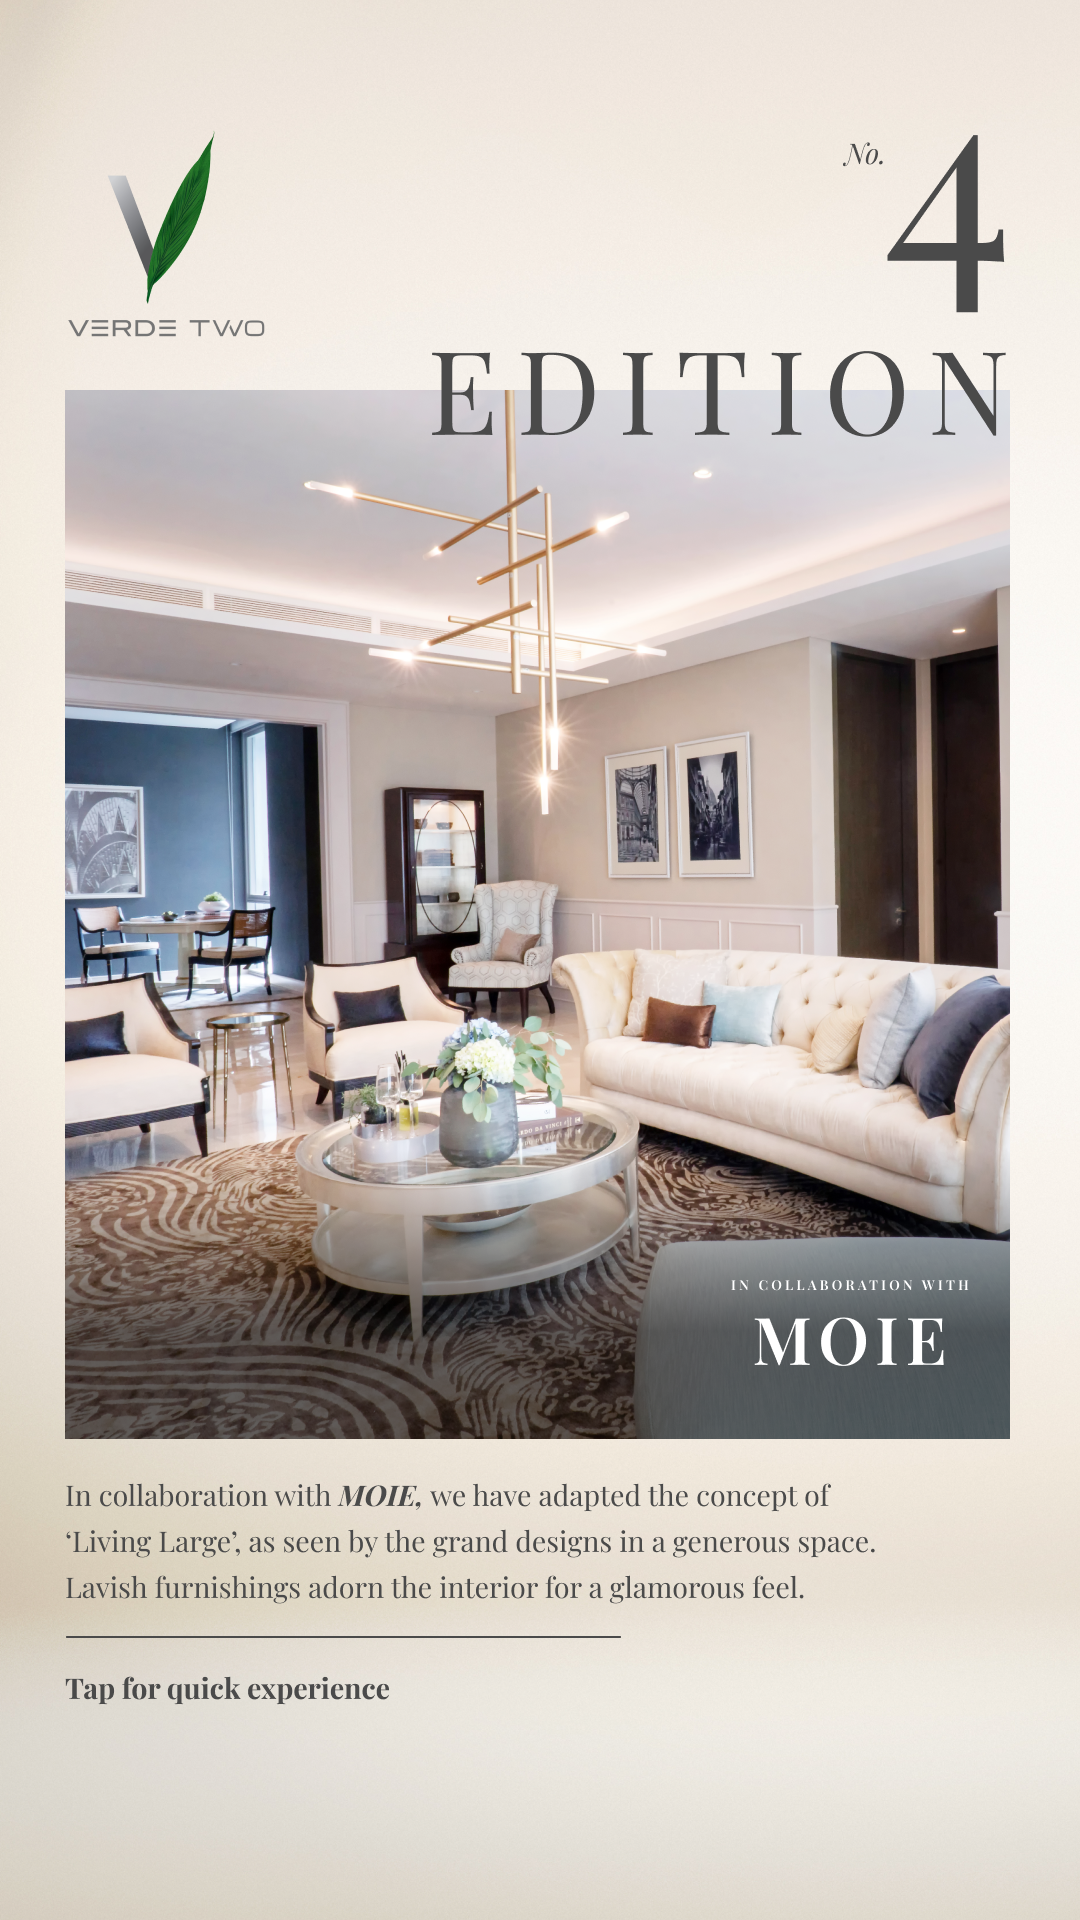 VERDE TWO
No. 4
EDITION
IN COLLABORATION WITH
MOIE
In collaboration with MOIE, we have adapted the concept of
‘Living Large’, as seen by the grand designs in a generous space.
Lavish furnishings adorn the interior for a glamorous feel.
Tap for quick experience